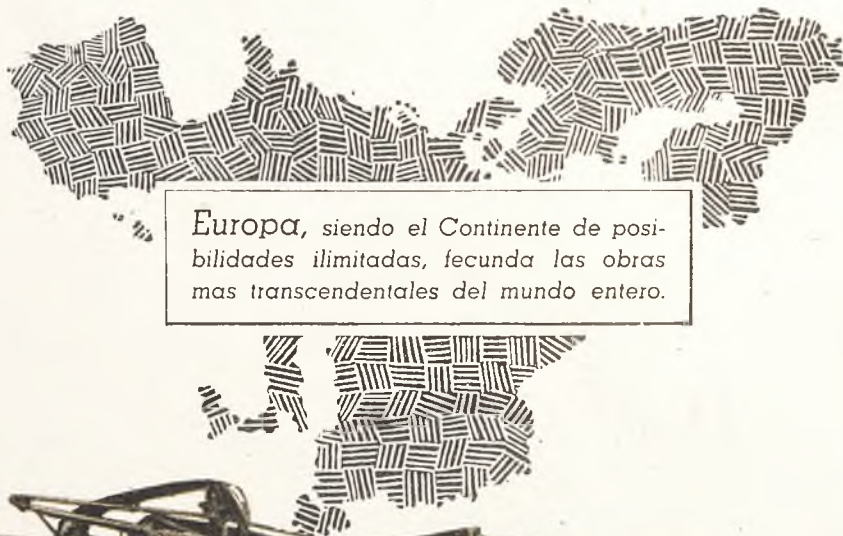 Europa, siendo el Continente de posi-
bilidades ilimitadas, fecunda las obras
mas transcendentales del mundo entero.